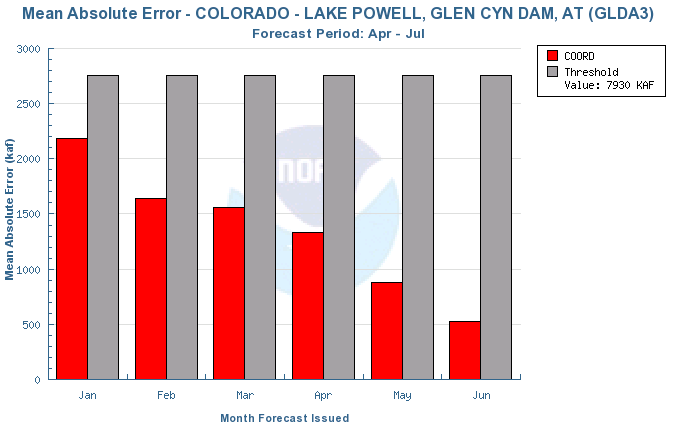 Mean Absolute Error - COLORADO - LAKE POWELL, GLEN CYN DAM, AT (GLDA3)
Forecast Period: Apr - Jul
COORD
Threshold
Value: 7930 KAF
Mean Absolute Error (kaf)
3000
2500
2000
1500
1000
500
0
Jan Feb Mar Apr May Jun
Month Forecast Issued